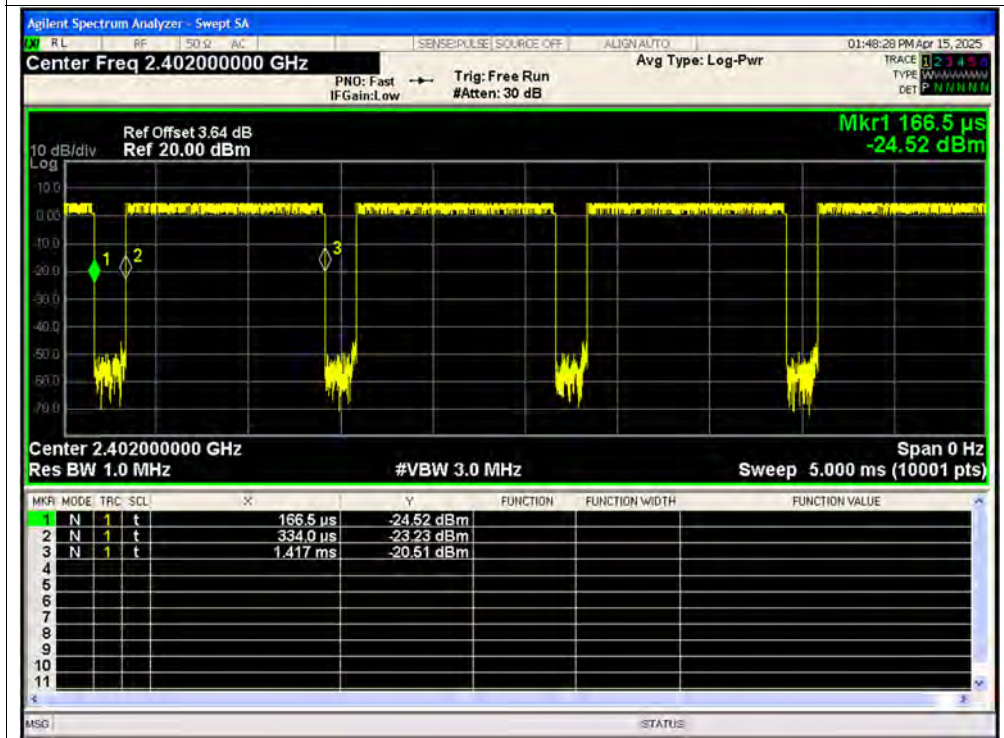 Agilent Spectrum Analyzer - Swept SA
RL RF 50 Ω AC SENSE:PULSE SOURCE OFF ALIGN AUTO 01:48:28 PM Apr 15, 2025
Center Freq 2.402000000 GHz
Avg Type: Log-Pwr
TRACE 1 2 3 4 5 6
PNO: Fast Trig: Free Run
TYPE
IFGain:Low #Atten: 30 dB
DET P N N N N N
Mkr1 166.5 µs
-24.52 dBm
Ref Offset 3.64 dB
10 dB/div Ref 20.00 dBm
Log
10.0
0.00
-10.0
-20.0
-30.0
-40.0
-50.0
-60.0
-70.0
1
2
3
Center 2.402000000 GHz Span 0 Hz
Res BW 1.0 MHz #VBW 3.0 MHz Sweep 5.000 ms (10001 pts)
MKR MODE TRC SCL X Y FUNCTION FUNCTION WIDTH FUNCTION VALUE
1 N 1 t 166.5 µs -24.52 dBm
2 N 1 t 334.0 µs -23.23 dBm
3 N 1 t 1.417 ms -20.51 dBm
4
5
6
7
8
9
10
11
MSG STATUS